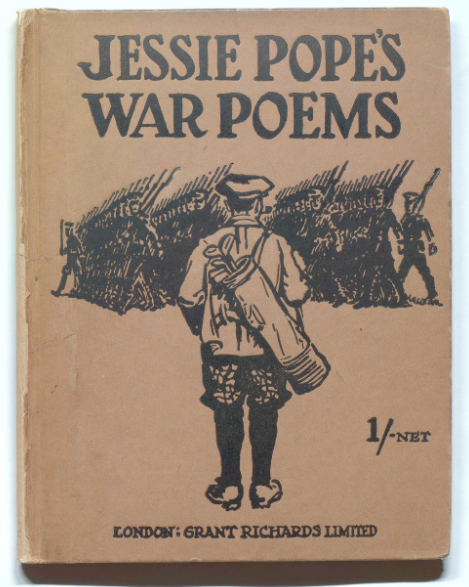 JESSIE POPE'S
WAR POEMS
1/-NET
LONDON: GRANT RICHARDS LIMITED